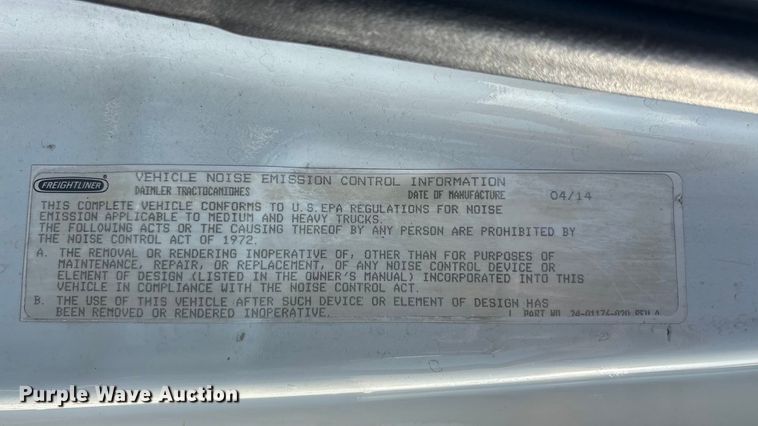 FREIGHTLINER
VEHICLE NOISE EMISSION CONTROL INFORMATION
DAIMLER TRACTOCAMIONES DATE OF MANUFACTURE 04/14
THIS COMPLETE VEHICLE CONFORMS TO U.S.EPA REGULATIONS FOR NOISE
EMISSION APPLICABLE TO MEDIUM AND HEAVY TRUCKS.
THE FOLLOWING ACTS OR THE CAUSING THEREOF BY ANY PERSON ARE PROHIBITED BY
THE NOISE CONTROL ACT OF 1972.
A. THE REMOVAL OR RENDERING INOPERATIVE OF, OTHER THAN FOR PURPOSES OF
MAINTENANCE, REPAIR, OR REPLACEMENT, OF ANY NOISE CONTROL DEVICE OR
ELEMENT OF DESIGN (LISTED IN THE OWNER'S MANUAL) INCORPORATED INTO THIS
VEHICLE IN COMPLIANCE WITH THE NOISE CONTROL ACT.
B. THE USE OF THIS VEHICLE AFTER SUCH DEVICE OR ELEMENT OF DESIGN HAS
BEEN REMOVED OR RENDERED INOPERATIVE.
PART NO. 24-01174-020 REV A
Purple Wave Auction